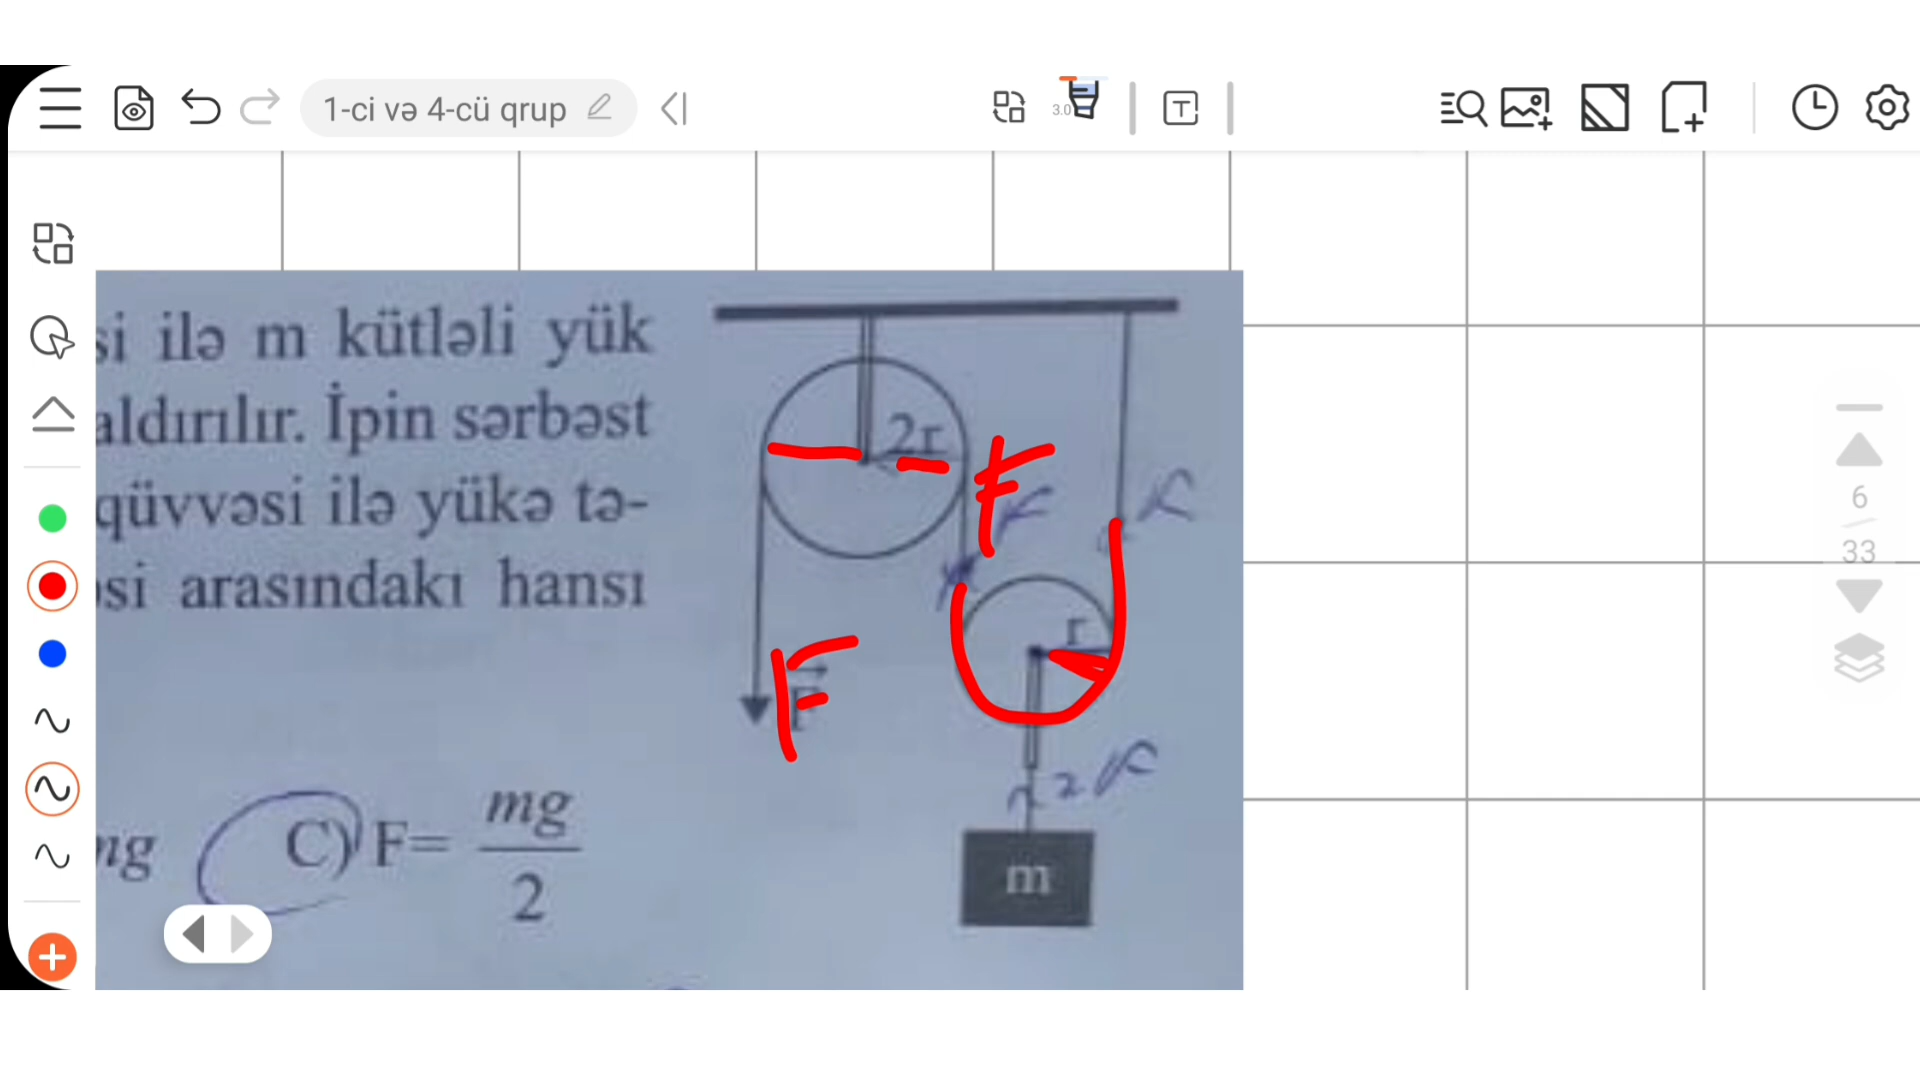 1-ci və 4-cü qrup
3.0
T
si ilə m kütləli yük
aldırılır. İpin sərbəst
qüvvəsi ilə yükə tə-
si arasındakı hansı
2r
F
F
r
F
F
F
2F
m
mg C) F= mg/2
6
33